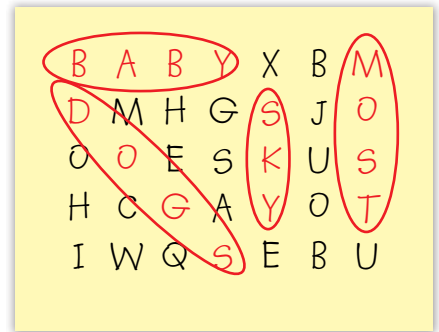 B A B Y X B M
D M H G S J O
O O E S K U S
H C G A Y O T
I W Q S E B U